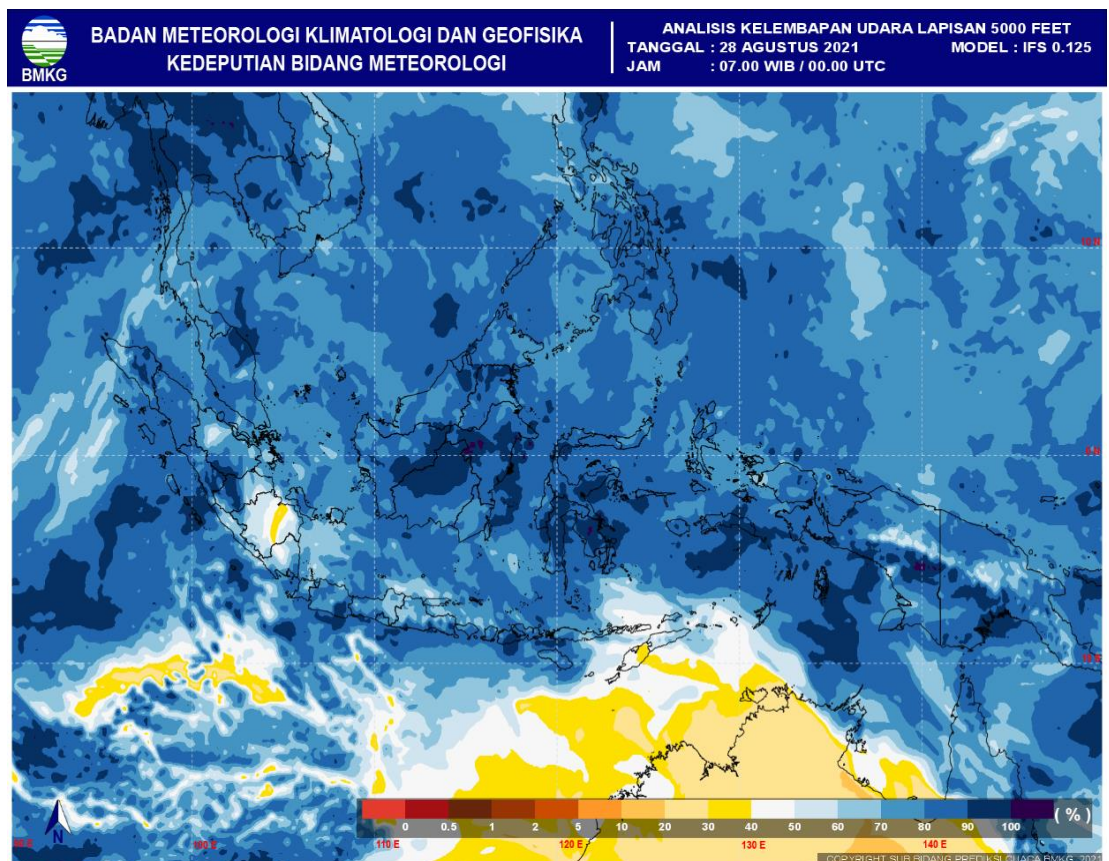 BADAN METEOROLOGI KLIMATOLOGI DAN GEOFISIKA
KEDEPUTIAN BIDANG METEOROLOGI
BMKG
ANALISIS KELEMBAPAN UDARA LAPISAN 5000 FEET
TANGGAL : 28 AGUSTUS 2021 MODEL : IFS 0.125
JAM : 07.00 WIB / 00.00 UTC
N
0 0.5 1 2 5 10 20 30 40 50 60 70 80 90 100 ( % )
100 E 110 E 120 E 130 E 140 E
COPYRIGHT SUB BIDANG PREDIKSI CUACA BMKG, 2021